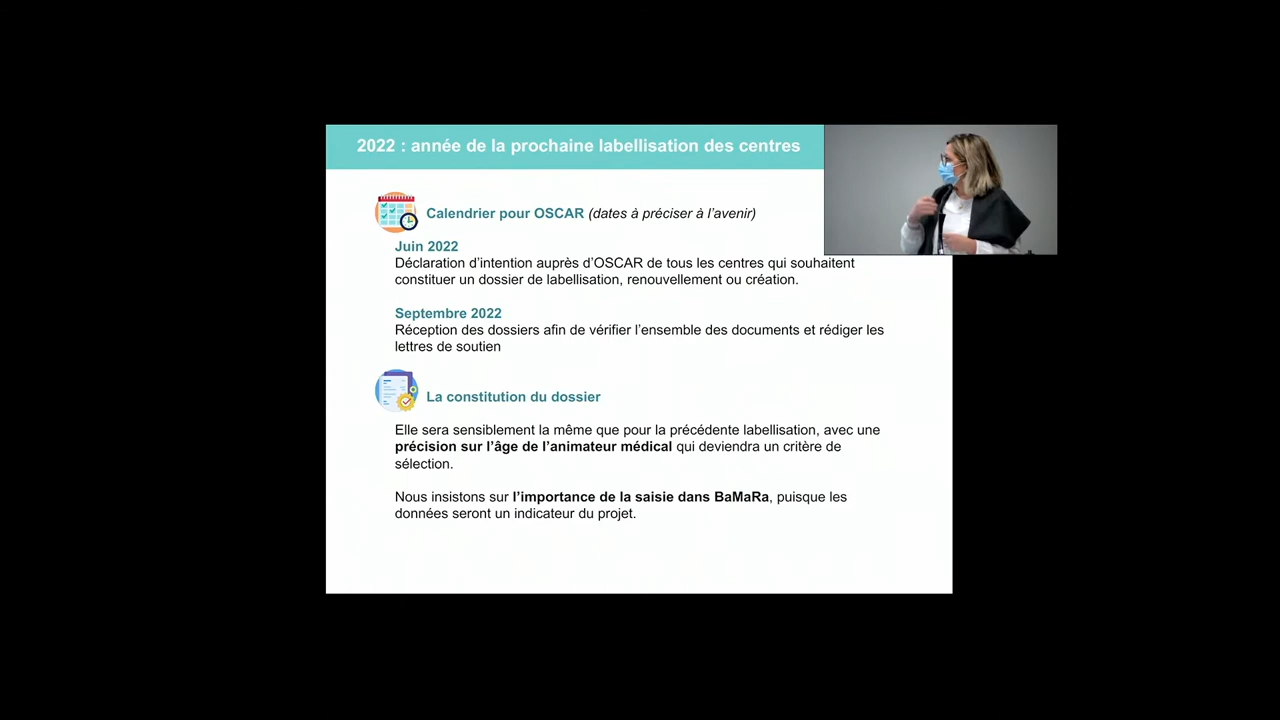 2022 : année de la prochaine labellisation des centres
Calendrier pour OSCAR (dates à préciser à l’avenir)
Juin 2022
Déclaration d’intention auprès d’OSCAR de tous les centres qui souhaitent
constituer un dossier de labellisation, renouvellement ou création.
Septembre 2022
Réception des dossiers afin de vérifier l’ensemble des documents et rédiger les
lettres de soutien
La constitution du dossier
Elle sera sensiblement la même que pour la précédente labellisation, avec une
précision sur l’âge de l’animateur médical qui deviendra un critère de
sélection.
Nous insistons sur l’importance de la saisie dans BaMaRa, puisque les
données seront un indicateur du projet.